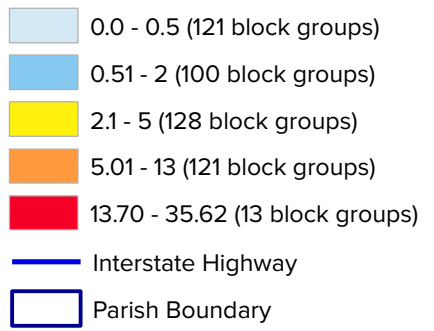 0.0 - 0.5 (121 block groups)
0.51 - 2 (100 block groups)
2.1 - 5 (128 block groups)
5.01 - 13 (121 block groups)
13.70 - 35.62 (13 block groups)
Interstate Highway
Parish Boundary